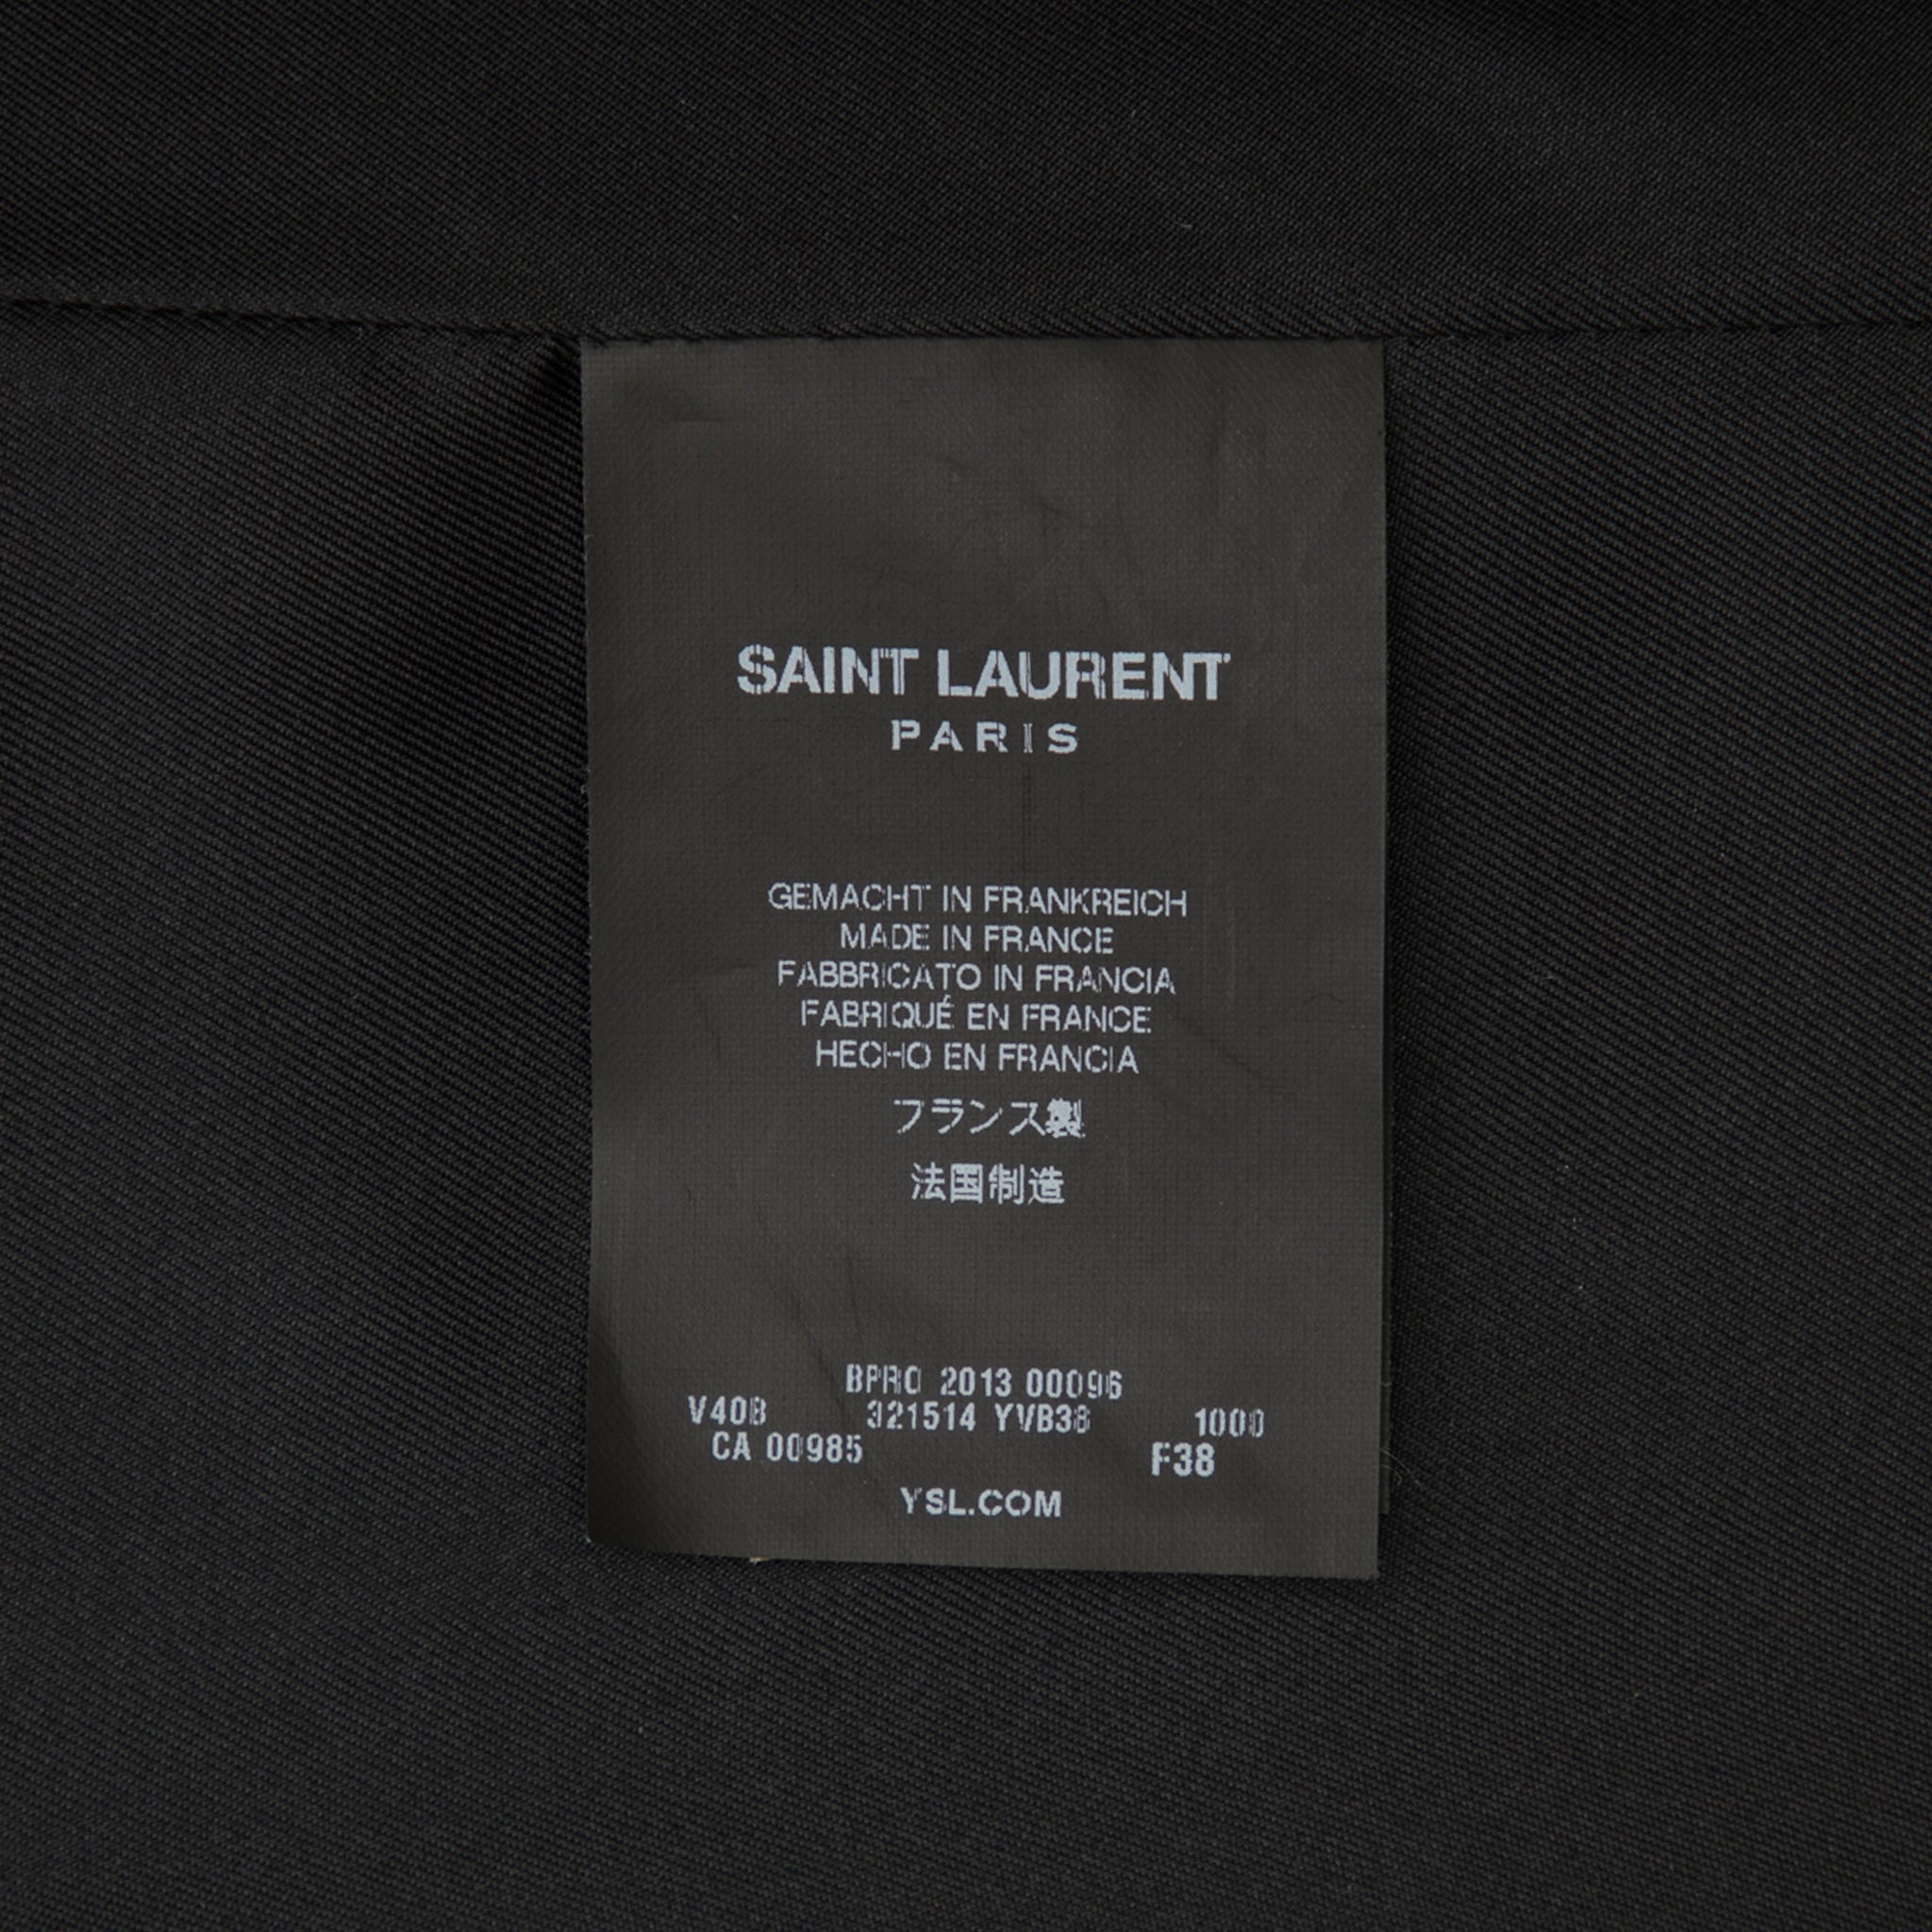 SAINT LAURENT
PARIS
GEMACHT IN FRANKREICH
MADE IN FRANCE
FABBRICATO IN FRANCIA
FABRIQUÉ EN FRANCE
HECHO EN FRANCIA
フランス製
法国制造
BPRO 2013 00096
V40B 321514 YVB38 1000
CA 00985 F38
YSL.COM